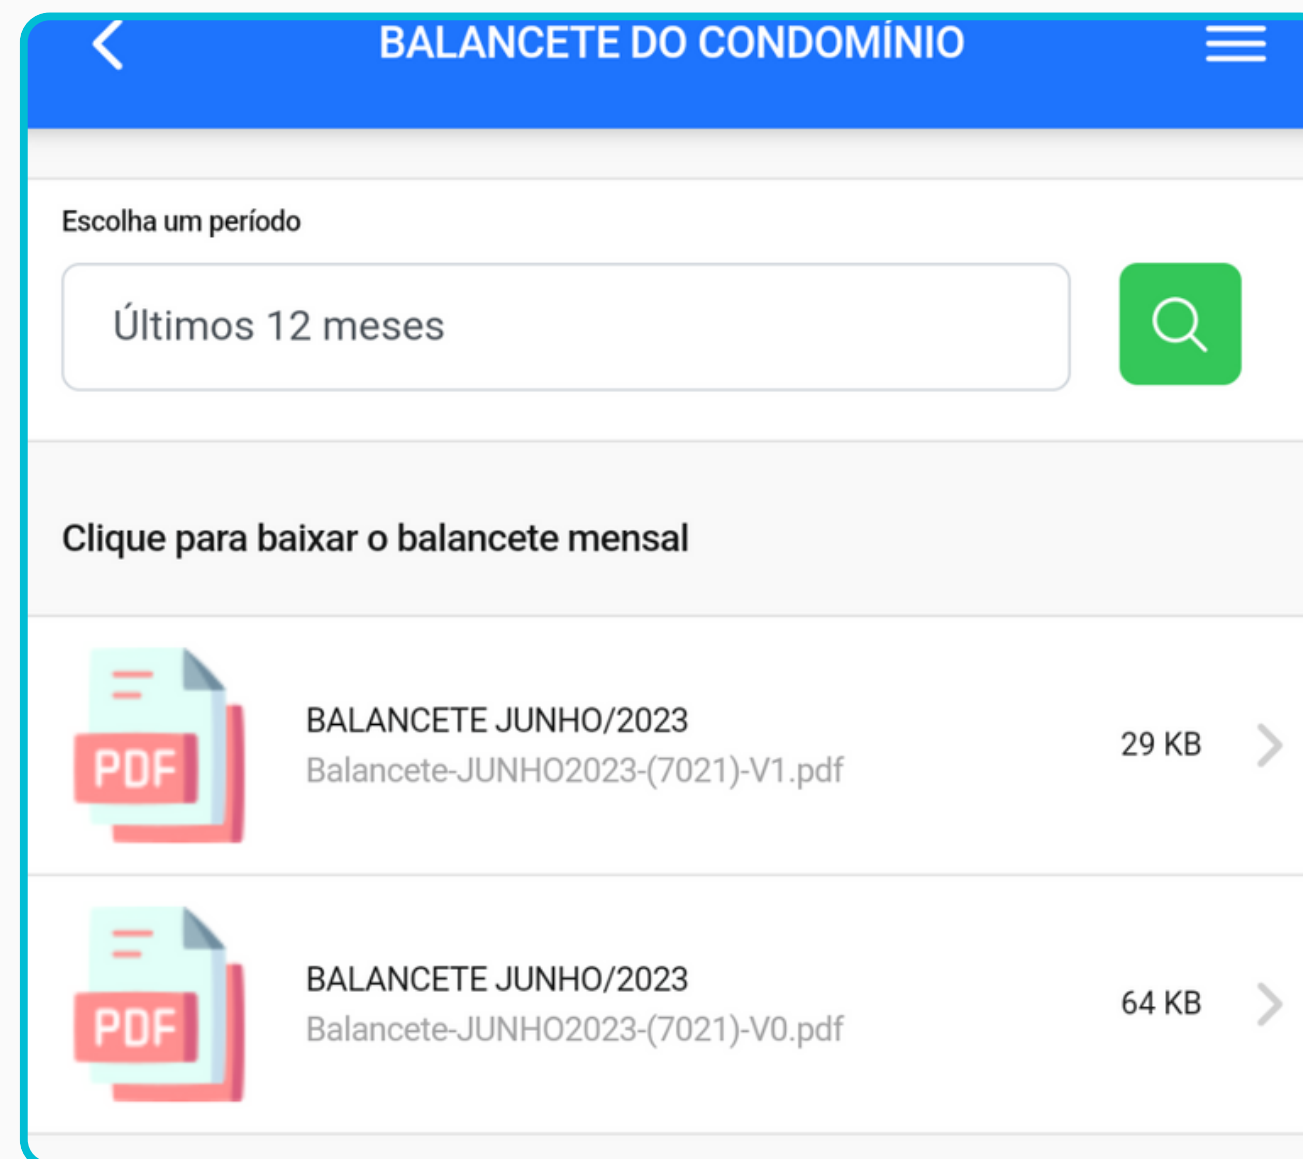 BALANCETE DO CONDOMÍNIO
Escolha um período
Últimos 12 meses
Clique para baixar o balancete mensal
PDF
BALANCETE JUNHO/2023
Balancete-JUNHO2023-(7021)-V1.pdf
29 KB
PDF
BALANCETE JUNHO/2023
Balancete-JUNHO2023-(7021)-V0.pdf
64 KB